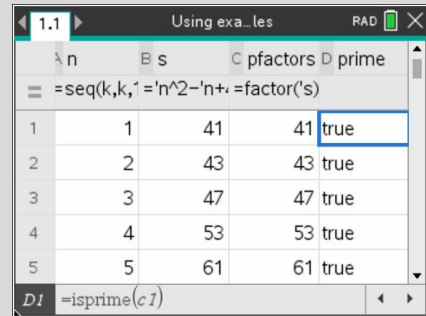 1.1 Using exa...les RAD
A n B s C pfactors D prime
= =seq(k,k,1 ='n^2-'n+4 =factor('s)
1 1 41 41 true
2 2 43 43 true
3 3 47 47 true
4 4 53 53 true
5 5 61 61 true
D1 =isprime(c1)